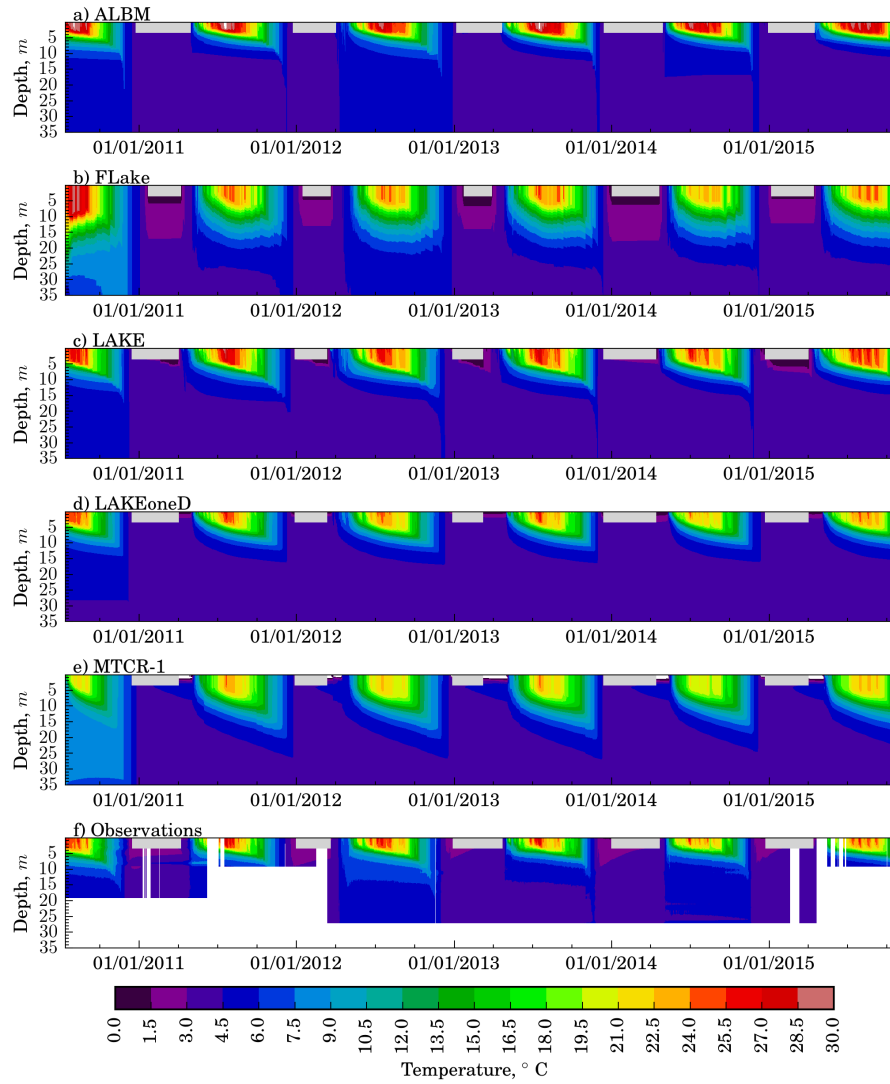 a) ALBM
Depth, m
5
10
15
20
25
30
35
01/01/2011 01/01/2012 01/01/2013 01/01/2014 01/01/2015
b) FLake
Depth, m
5
10
15
20
25
30
35
01/01/2011 01/01/2012 01/01/2013 01/01/2014 01/01/2015
c) LAKE
Depth, m
5
10
15
20
25
30
35
01/01/2011 01/01/2012 01/01/2013 01/01/2014 01/01/2015
d) LAKEoneD
Depth, m
5
10
15
20
25
30
35
01/01/2011 01/01/2012 01/01/2013 01/01/2014 01/01/2015
e) MTCR-1
Depth, m
5
10
15
20
25
30
35
01/01/2011 01/01/2012 01/01/2013 01/01/2014 01/01/2015
f) Observations
Depth, m
5
10
15
20
25
30
35
01/01/2011 01/01/2012 01/01/2013 01/01/2014 01/01/2015
0.0 1.5 3.0 4.5 6.0 7.5 9.0 10.5 12.0 13.5 15.0 16.5 18.0 19.5 21.0 22.5 24.0 25.5 27.0 28.5 30.0
Temperature, ° C